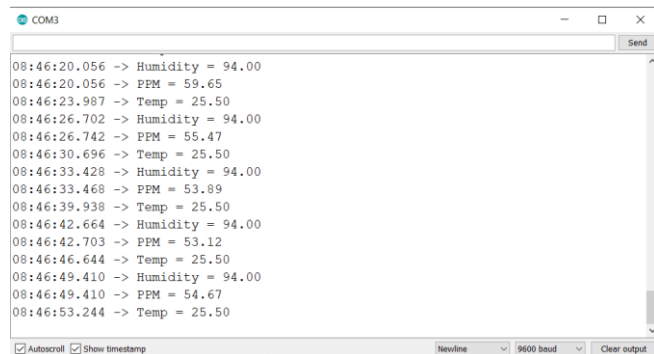 COM3
Send
08:46:20.056 -> Humidity = 94.00
08:46:20.056 -> PPM = 59.65
08:46:23.987 -> Temp = 25.50
08:46:26.702 -> Humidity = 94.00
08:46:26.742 -> PPM = 55.47
08:46:30.696 -> Temp = 25.50
08:46:33.428 -> Humidity = 94.00
08:46:33.468 -> PPM = 53.89
08:46:39.938 -> Temp = 25.50
08:46:42.664 -> Humidity = 94.00
08:46:42.703 -> PPM = 53.12
08:46:46.644 -> Temp = 25.50
08:46:49.410 -> Humidity = 94.00
08:46:49.410 -> PPM = 54.67
08:46:53.244 -> Temp = 25.50
Autoscroll Show timestamp Newline 9600 baud Clear output